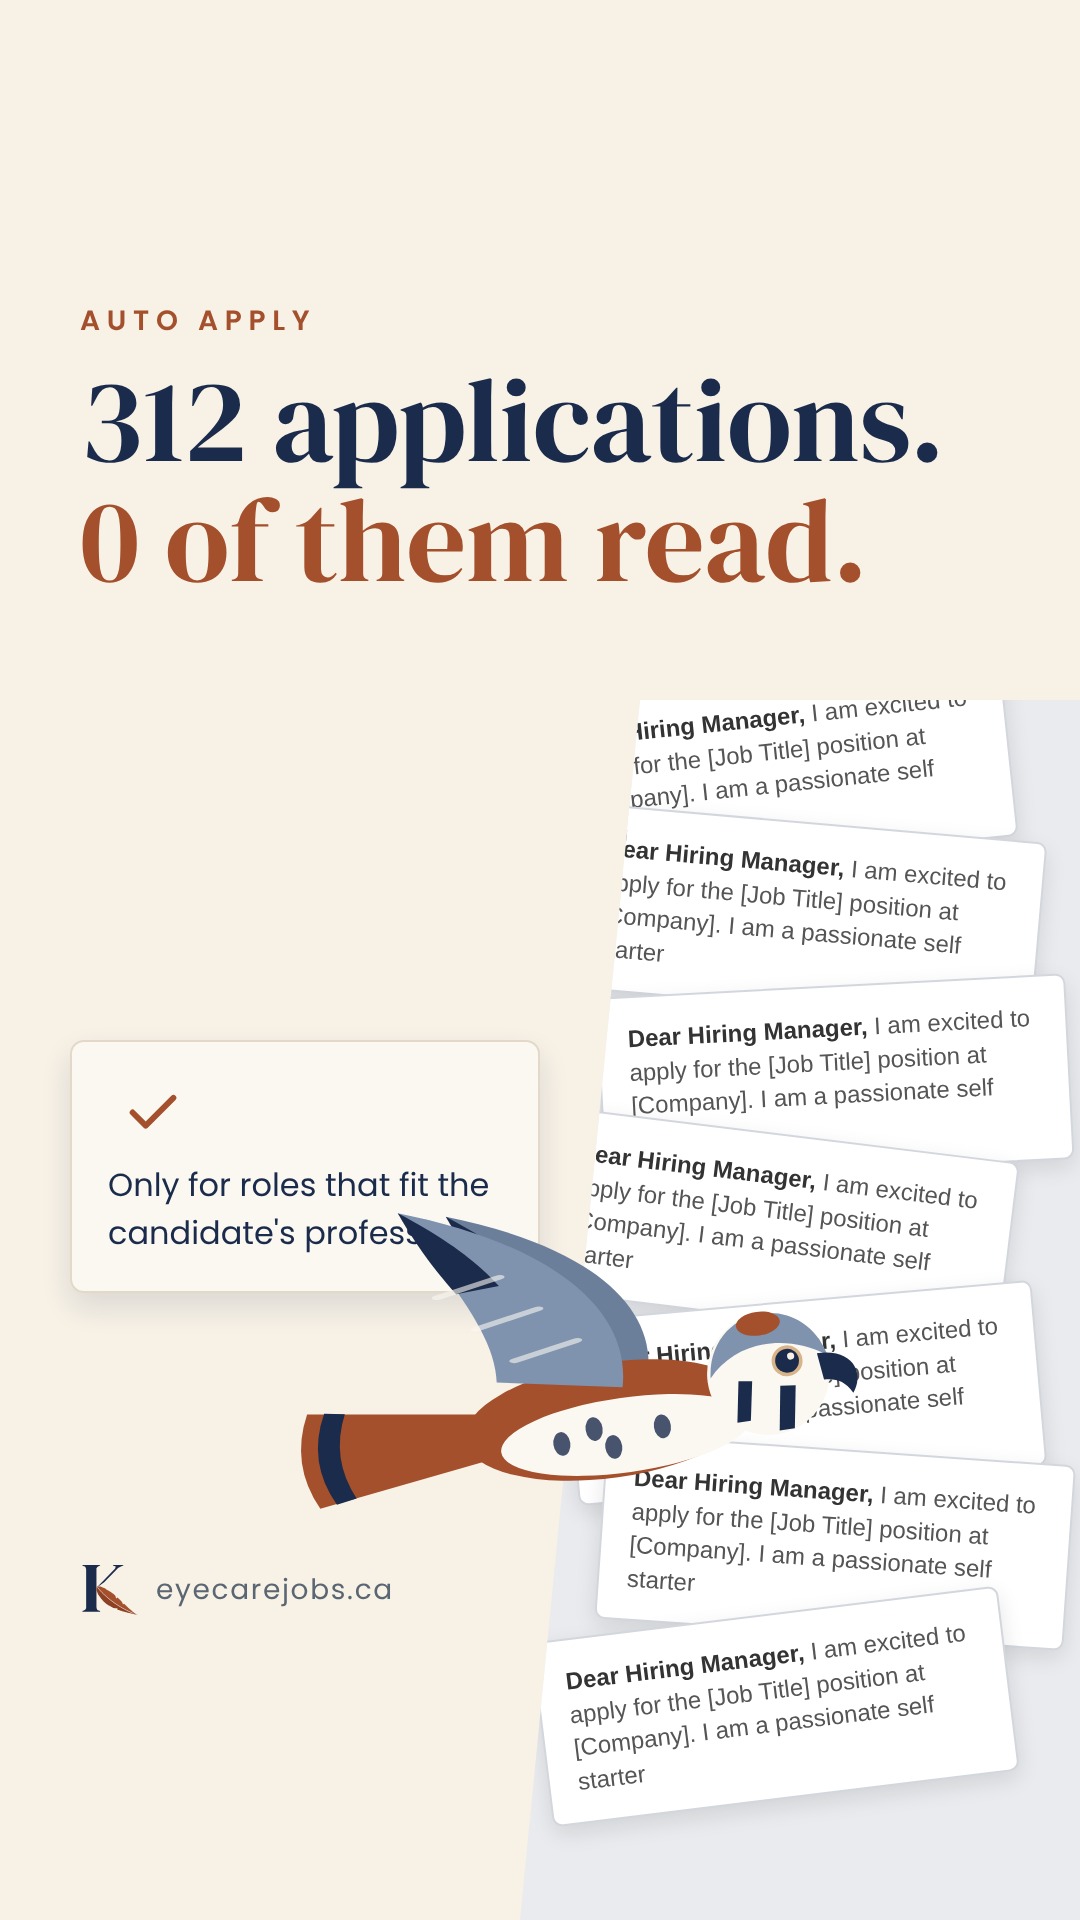 AUTO APPLY
312 applications.
0 of them read.
Hiring Manager, I am excited to
for the [Job Title] position at
pany]. I am a passionate self
ear Hiring Manager, I am excited to
pply for the [Job Title] position at
Company]. I am a passionate self
arter
Dear Hiring Manager, I am excited to
apply for the [Job Title] position at
[Company]. I am a passionate self
Only for roles that fit the
candidate's profess
ear Hiring Manager, I am excited to
pply for the [Job Title] position at
Company]. I am a passionate self
arter
Hiring r, I am excited to
] position at
passionate self
Dear Hiring Manager, I am excited to
apply for the [Job Title] position at
[Company]. I am a passionate self
starter
K eyecarejobs.ca
Dear Hiring Manager, I am excited to
apply for the [Job Title] position at
[Company]. I am a passionate self
starter